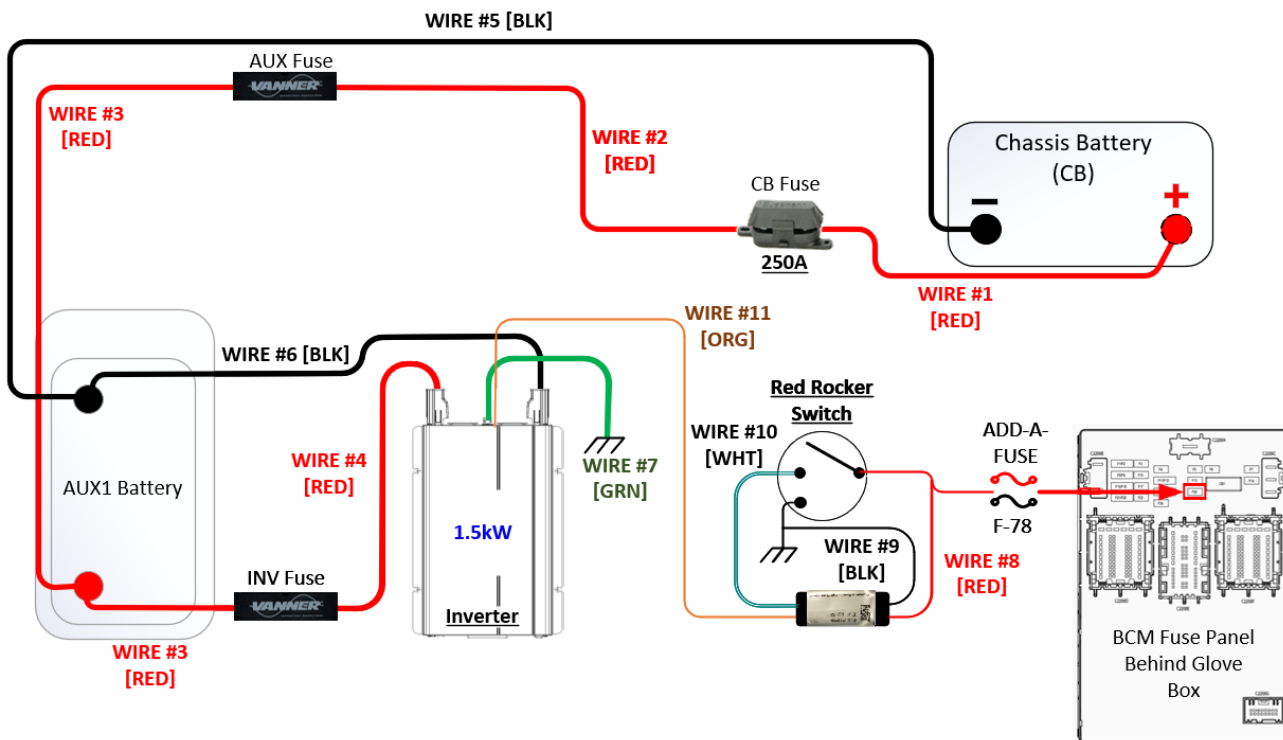 WIRE #5 [BLK]
AUX Fuse
VANNER
WIRE #3
[RED]
WIRE #2
[RED]
Chassis Battery
(CB)
CB Fuse
250A
WIRE #1
[RED]
WIRE #11
[ORG]
WIRE #6 [BLK]
Red Rocker
Switch
WIRE #10
[WHT]
ADD-A-
FUSE
F-78
WIRE #4
[RED]
WIRE #7
[GRN]
AUX1 Battery
1.5kW
WIRE #9
[BLK]
WIRE #8
[RED]
INV Fuse
VANNER
Inverter
WIRE #3
[RED]
BCM Fuse Panel
Behind Glove
Box